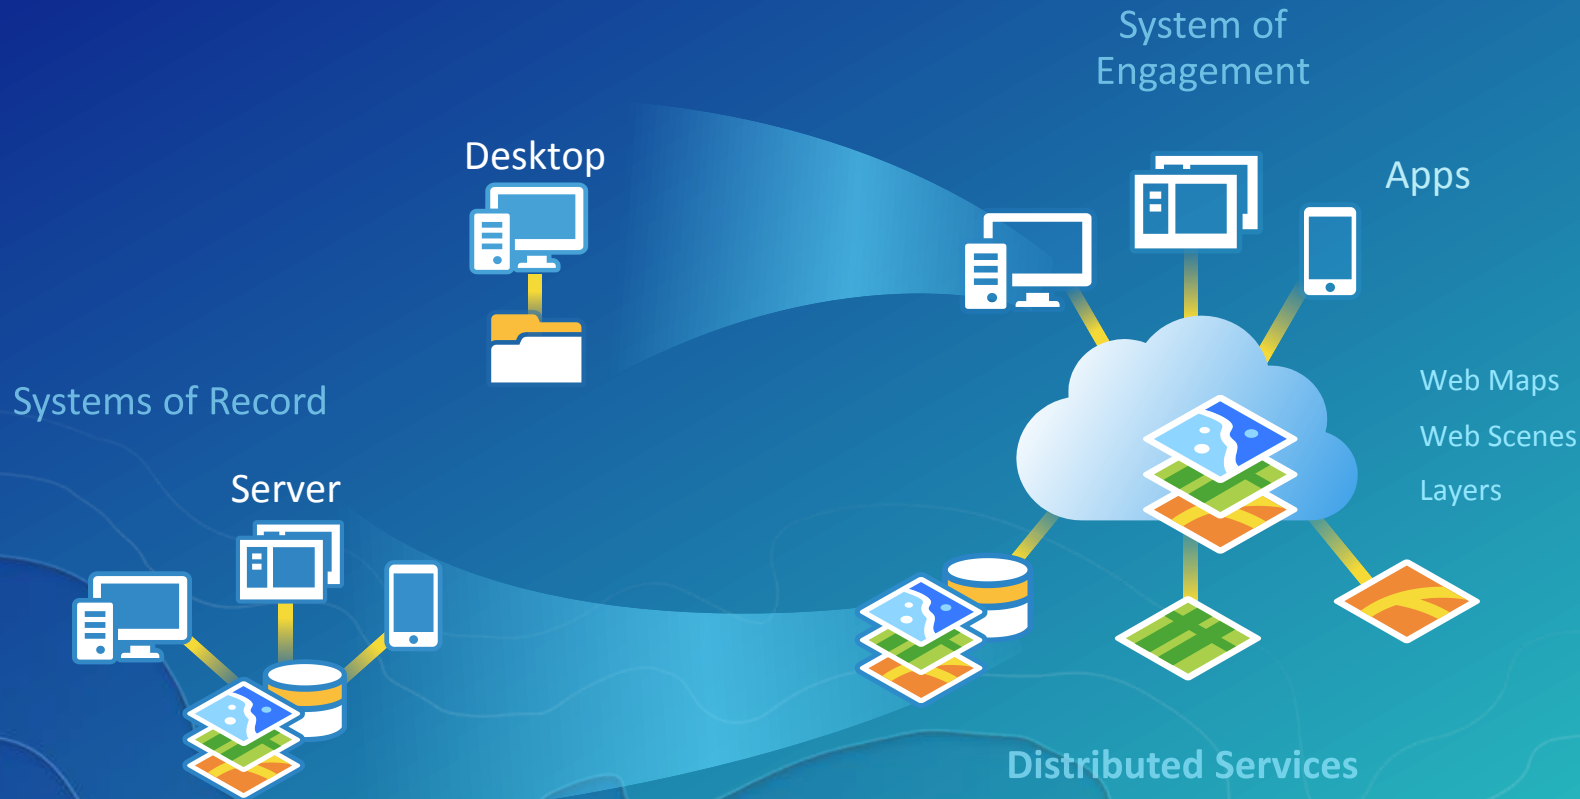 System of
Engagement
Desktop
Apps
Systems of Record
Web Maps
Web Scenes
Layers
Server
Distributed Services